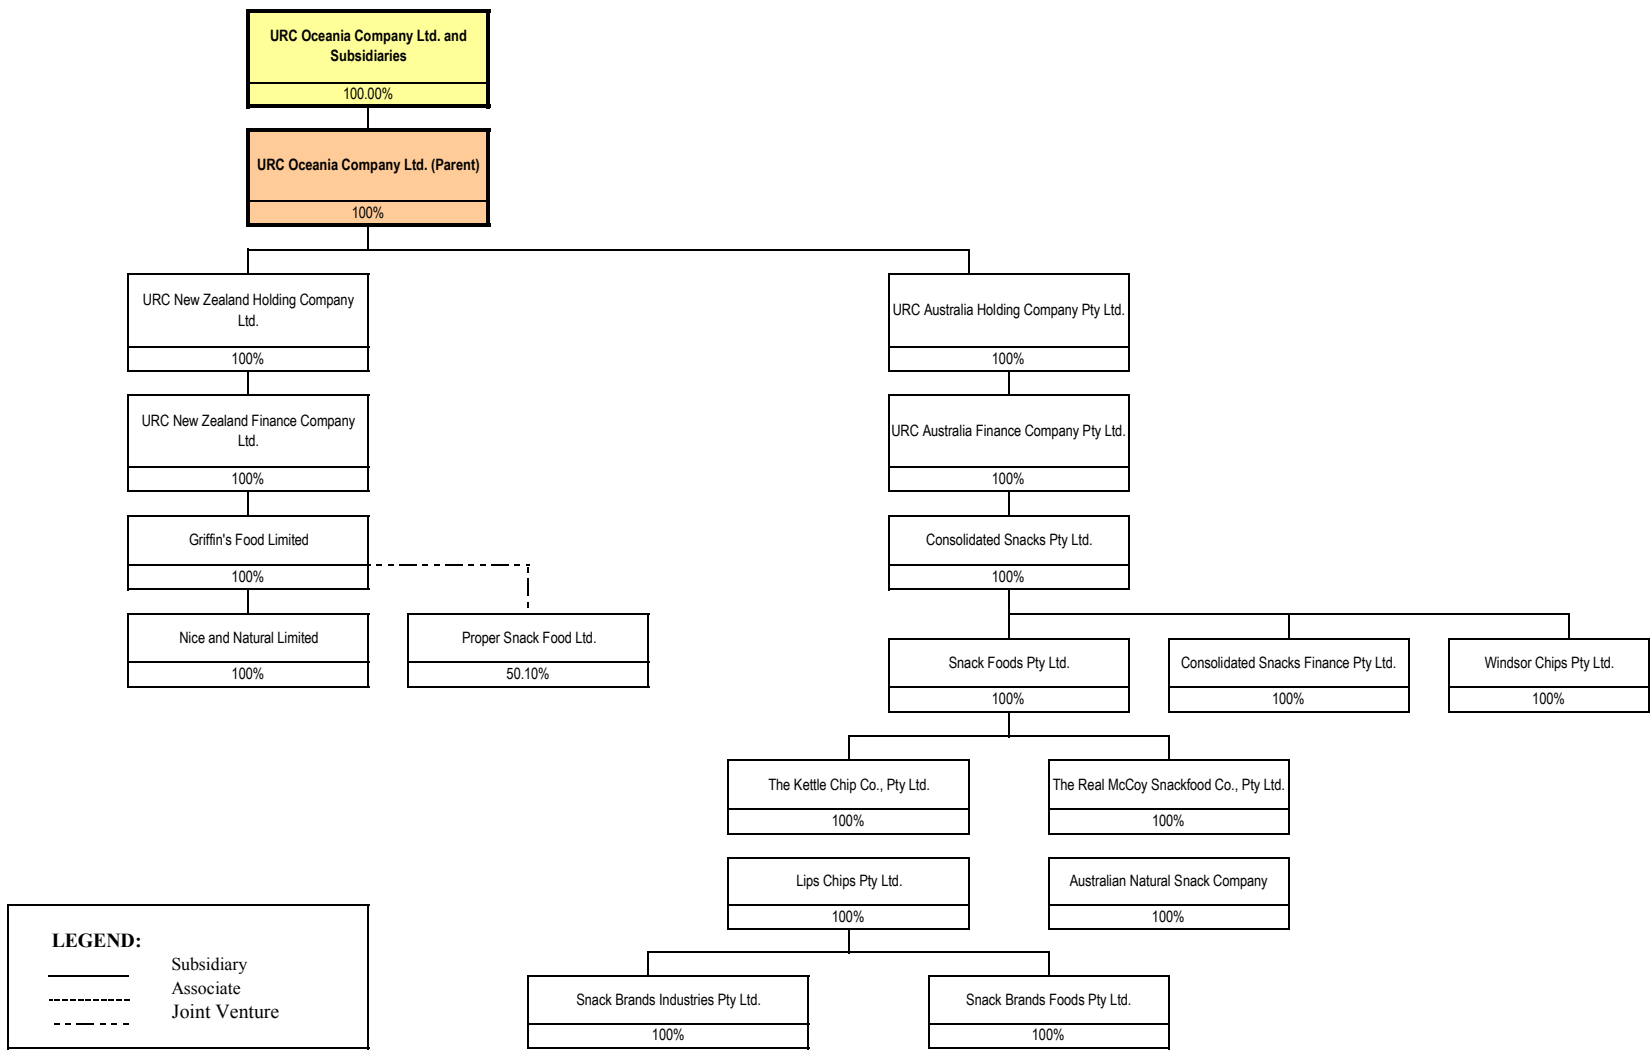 URC Oceania Company Ltd. and
Subsidiaries
100.00%
URC Oceania Company Ltd. (Parent)
100%
URC New Zealand Holding Company
Ltd.
100%
URC Australia Holding Company Pty Ltd.
100%
URC New Zealand Finance Company
Ltd.
100%
URC Australia Finance Company Pty Ltd.
100%
Griffin's Food Limited
100%
Consolidated Snacks Pty Ltd.
100%
Nice and Natural Limited
100%
Proper Snack Food Ltd.
50.10%
Snack Foods Pty Ltd.
100%
Consolidated Snacks Finance Pty Ltd.
100%
Windsor Chips Pty Ltd.
100%
The Kettle Chip Co., Pty Ltd.
100%
The Real McCoy Snackfood Co., Pty Ltd.
100%
Lips Chips Pty Ltd.
100%
Australian Natural Snack Company
100%
Snack Brands Industries Pty Ltd.
100%
Snack Brands Foods Pty Ltd.
100%
LEGEND:
Subsidiary
Associate
Joint Venture